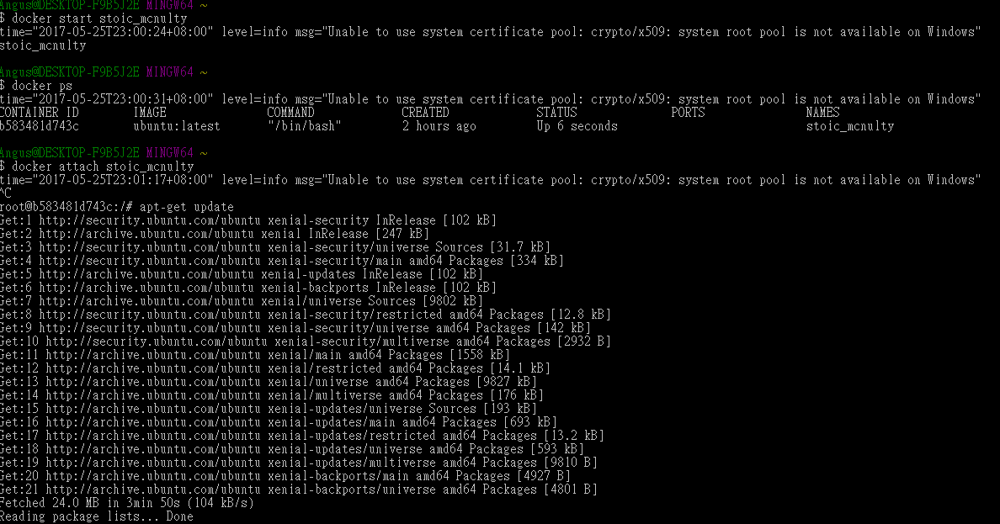 Angus@DESKTOP-F9B5J2E MINGW64 ~
$ docker start stoic_mcnulty
time="2017-05-25T23:00:24+08:00" level=info msg="Unable to use system certificate pool: crypto/x509: system root pool is not available on Windows"
stoic_mcnulty
Angus@DESKTOP-F9B5J2E MINGW64 ~
$ docker ps
time="2017-05-25T23:00:31+08:00" level=info msg="Unable to use system certificate pool: crypto/x509: system root pool is not available on Windows"
CONTAINER ID IMAGE COMMAND CREATED STATUS PORTS NAMES
b583481d743c ubuntu:latest "/bin/bash" 2 hours ago Up 6 seconds stoic_mcnulty
Angus@DESKTOP-F9B5J2E MINGW64 ~
$ docker attach stoic_mcnulty
time="2017-05-25T23:01:17+08:00" level=info msg="Unable to use system certificate pool: crypto/x509: system root pool is not available on Windows"
^C
root@b583481d743c:/# apt-get update
Get:1 http://security.ubuntu.com/ubuntu xenial-security InRelease [102 kB]
Get:2 http://archive.ubuntu.com/ubuntu xenial InRelease [247 kB]
Get:3 http://security.ubuntu.com/ubuntu xenial-security/universe Sources [31.7 kB]
Get:4 http://security.ubuntu.com/ubuntu xenial-security/main amd64 Packages [334 kB]
Get:5 http://archive.ubuntu.com/ubuntu xenial-updates InRelease [102 kB]
Get:6 http://archive.ubuntu.com/ubuntu xenial-backports InRelease [102 kB]
Get:7 http://archive.ubuntu.com/ubuntu xenial/universe Sources [9802 kB]
Get:8 http://security.ubuntu.com/ubuntu xenial-security/restricted amd64 Packages [12.8 kB]
Get:9 http://security.ubuntu.com/ubuntu xenial-security/universe amd64 Packages [142 kB]
Get:10 http://security.ubuntu.com/ubuntu xenial-security/multiverse amd64 Packages [2932 B]
Get:11 http://archive.ubuntu.com/ubuntu xenial/main amd64 Packages [1558 kB]
Get:12 http://archive.ubuntu.com/ubuntu xenial/restricted amd64 Packages [14.1 kB]
Get:13 http://archive.ubuntu.com/ubuntu xenial/universe amd64 Packages [9827 kB]
Get:14 http://archive.ubuntu.com/ubuntu xenial/multiverse amd64 Packages [176 kB]
Get:15 http://archive.ubuntu.com/ubuntu xenial-updates/universe Sources [193 kB]
Get:16 http://archive.ubuntu.com/ubuntu xenial-updates/main amd64 Packages [693 kB]
Get:17 http://archive.ubuntu.com/ubuntu xenial-updates/restricted amd64 Packages [13.2 kB]
Get:18 http://archive.ubuntu.com/ubuntu xenial-updates/universe amd64 Packages [593 kB]
Get:19 http://archive.ubuntu.com/ubuntu xenial-updates/multiverse amd64 Packages [9810 B]
Get:20 http://archive.ubuntu.com/ubuntu xenial-backports/main amd64 Packages [4927 B]
Get:21 http://archive.ubuntu.com/ubuntu xenial-backports/universe amd64 Packages [4801 B]
Fetched 24.0 MB in 3min 50s (104 kB/s)
Reading package lists... Done